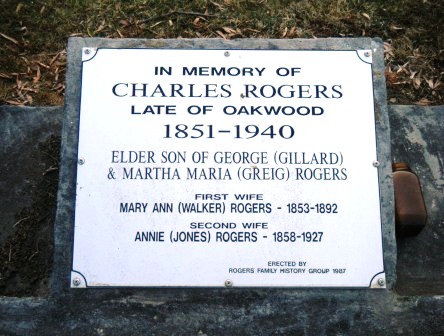 IN MEMORY OF
CHARLES ROGERS
LATE OF OAKWOOD
1851-1940
ELDER SON OF GEORGE (GILLARD)
& MARTHA MARIA (GREIG) ROGERS
FIRST WIFE
MARY ANN (WALKER) ROGERS - 1853-1892
SECOND WIFE
ANNIE (JONES) ROGERS - 1858-1927
ERECTED BY
ROGERS FAMILY HISTORY GROUP 1987